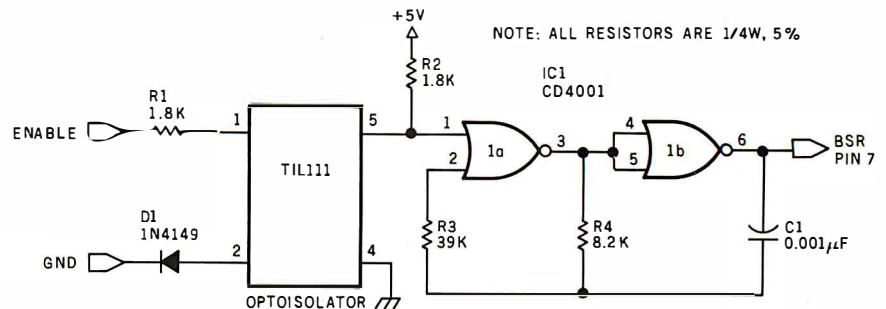 +5V
NOTE: ALL RESISTORS ARE 1/4W, 5%
R2
1.8K
IC1
CD4001
R1
1.8K
ENABLE
1
5
1
2
1a
3
4
5
1b
6
BSR
PIN 7
TIL111
D1
1N4149
R3
39K
R4
8.2K
C1
0.001µF
GND
2
4
OPTOISOLATOR